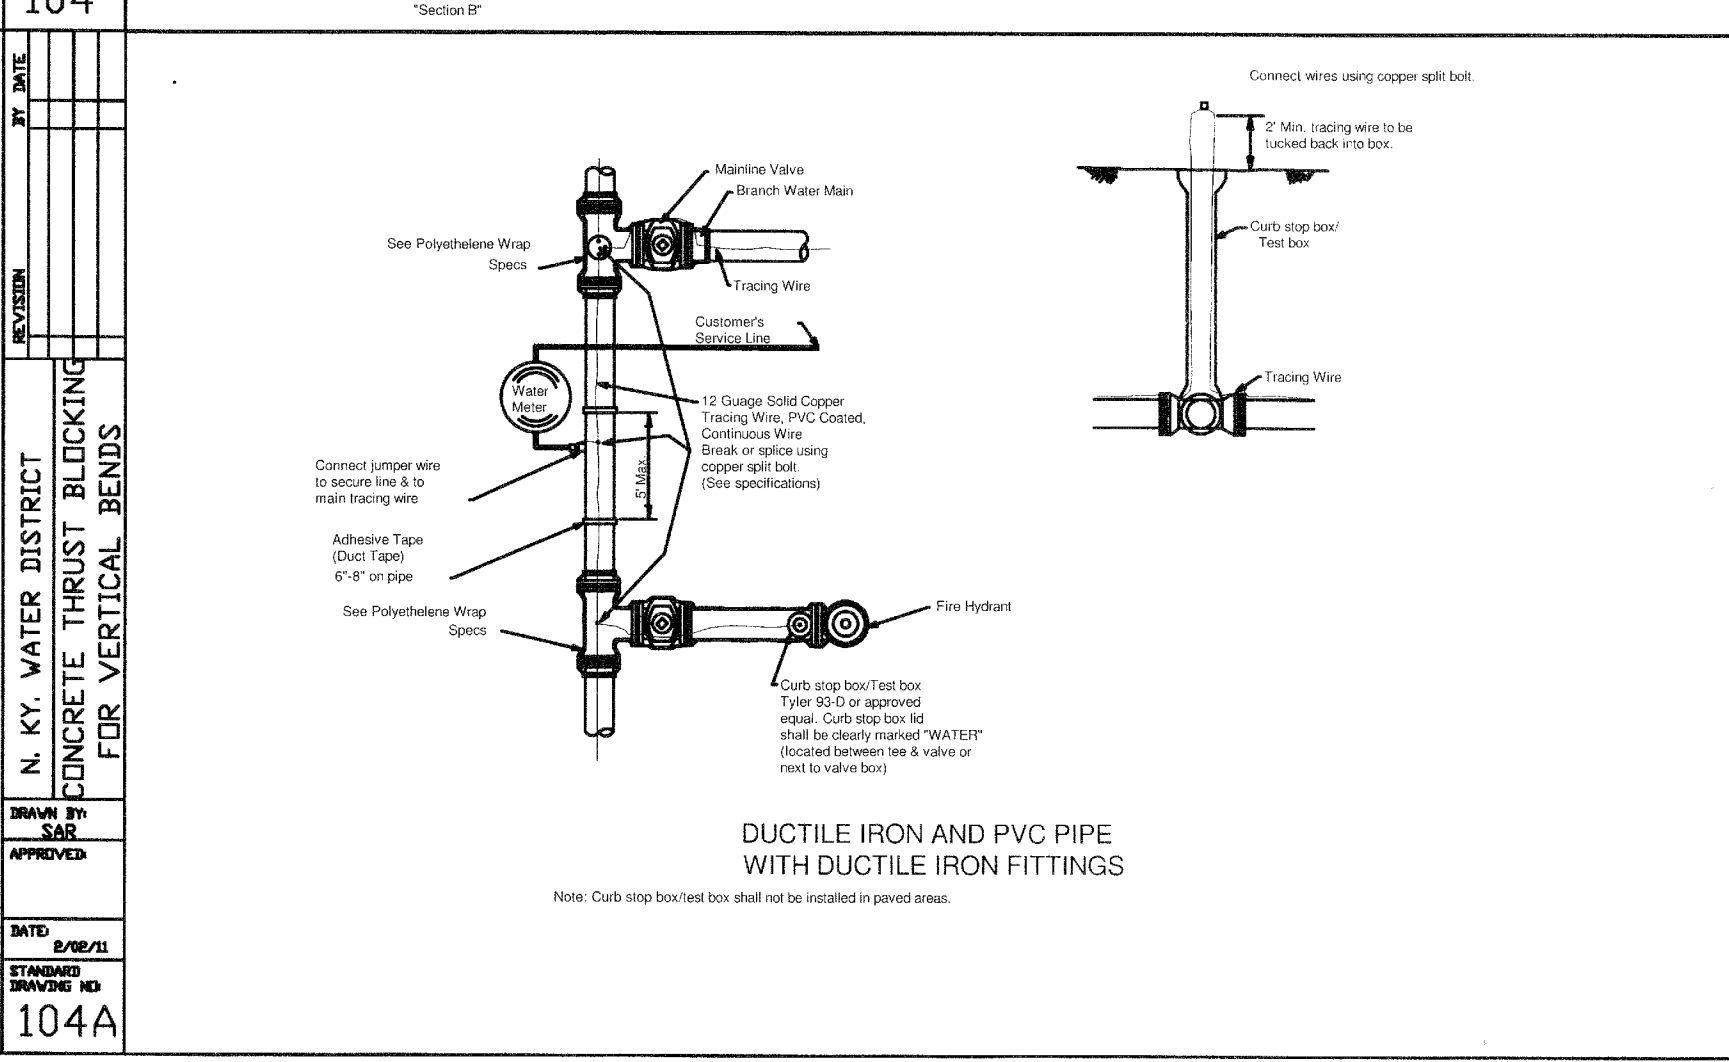 104
"Section B"
REVISION
BY DATE
N. KY. WATER DISTRICT
CONCRETE THRUST BLOCKING
FOR VERTICAL BENDS
DRAWN BY:
SAR
APPROVED:
DATE:
2/02/11
STANDARD
DRAWING NO:
104A
Connect wires using copper split bolt.
2' Min. tracing wire to be
tucked back into box.
Curb stop box/
Test box
Tracing Wire
Mainline Valve
Branch Water Main
See Polyethelene Wrap
Specs
Tracing Wire
Customer's
Service Line
Water
Meter
12 Guage Solid Copper
Tracing Wire, PVC Coated,
Continuous Wire
Break or splice using
copper split bolt.
(See specifications)
5' Max.
Connect jumper wire
to secure line & to
main tracing wire
Adhesive Tape
(Duct Tape)
6"-8" on pipe
See Polyethelene Wrap
Specs
Fire Hydrant
Curb stop box/Test box
Tyler 93-D or approved
equal. Curb stop box lid
shall be clearly marked "WATER"
(located between tee & valve or
next to valve box)
DUCTILE IRON AND PVC PIPE
WITH DUCTILE IRON FITTINGS
Note: Curb stop box/test box shall not be installed in paved areas.